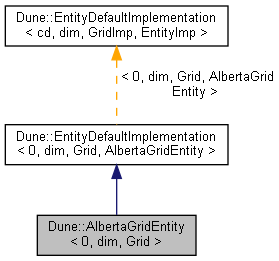 Dune::EntityDefaultImplementation
< cd, dim, GridImp, EntityImp >
< 0, dim, Grid, AlbertaGrid
Entity >
Dune::EntityDefaultImplementation
< 0, dim, Grid, AlbertaGridEntity >
Dune::AlbertaGridEntity
< 0, dim, Grid >